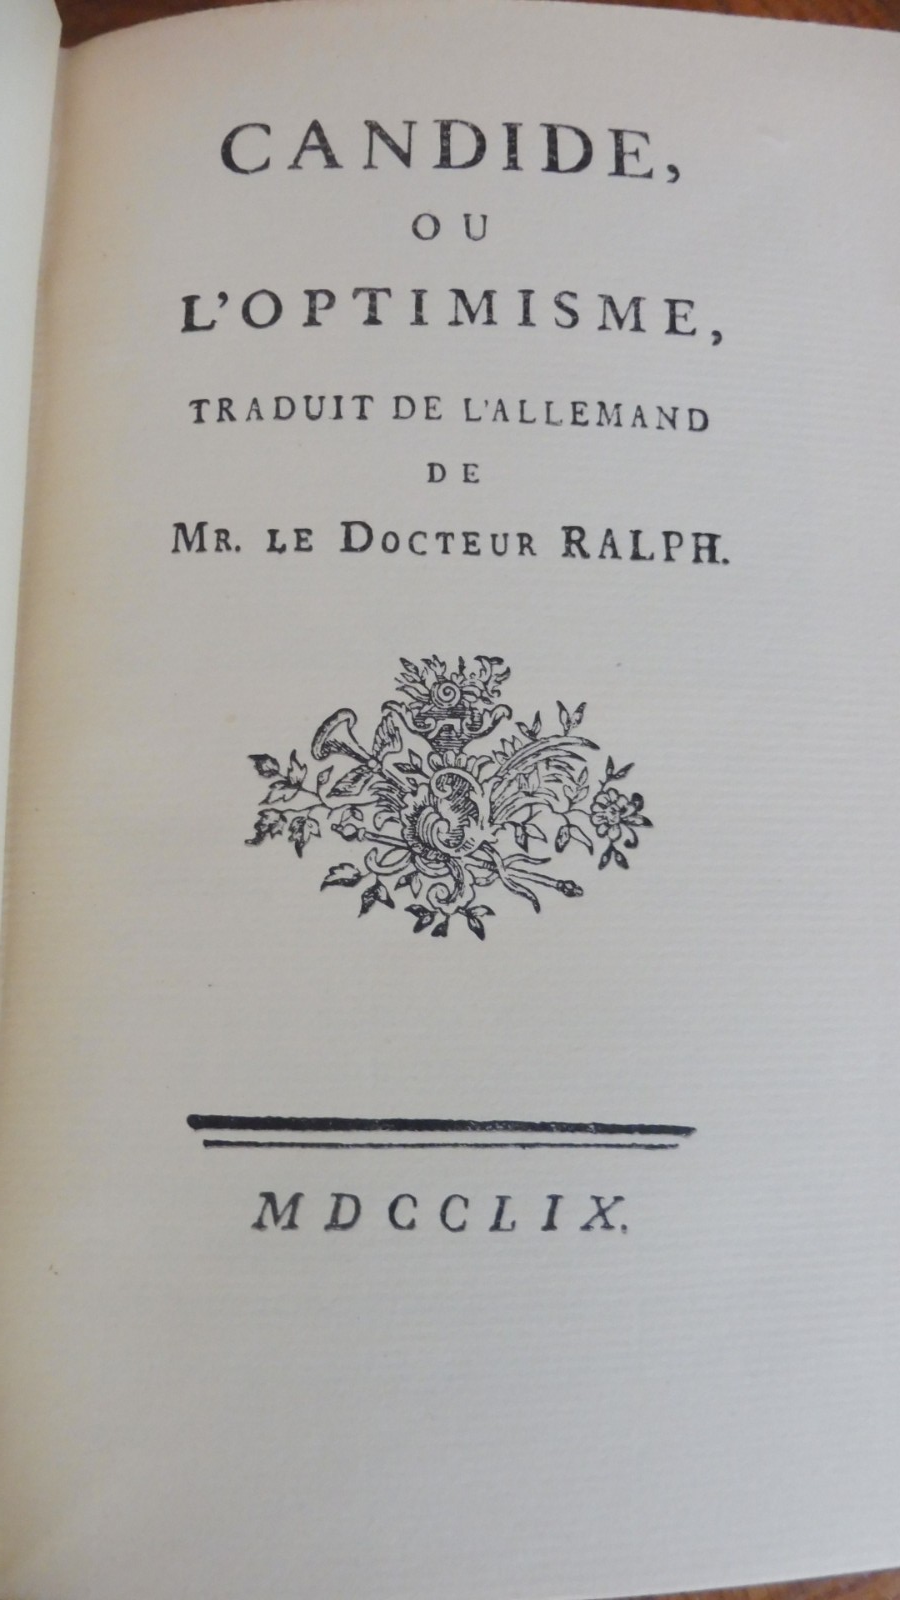 CANDIDE,
OU
L'OPTIMISME,
TRADUIT DE L'ALLEMAND
DE
MR. LE DOCTEUR RALPH.
MDCCLIX.